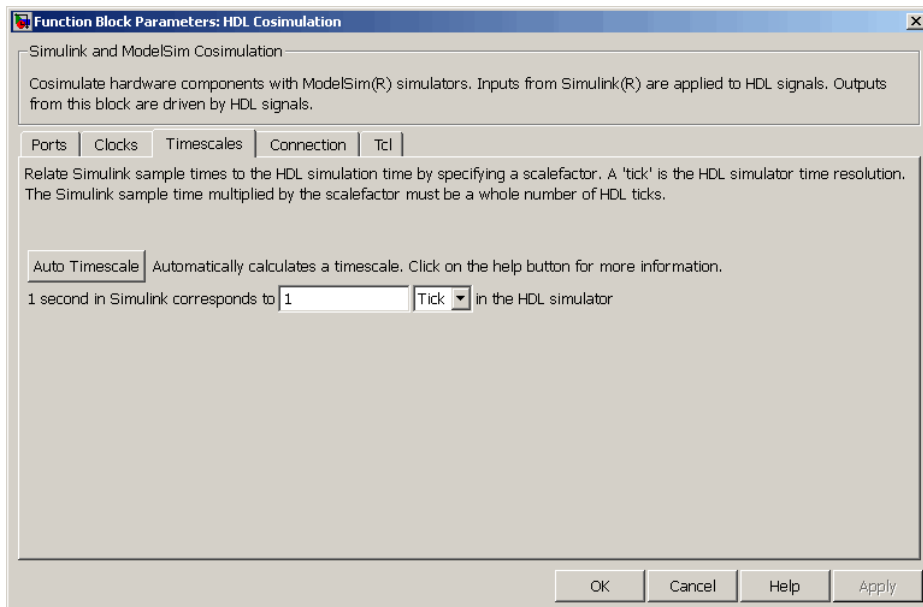 Function Block Parameters: HDL Cosimulation
Simulink and ModelSim Cosimulation
Cosimulate hardware components with ModelSim(R) simulators. Inputs from Simulink(R) are applied to HDL signals. Outputs
from this block are driven by HDL signals.
Ports Clocks Timescales Connection Tcl
Relate Simulink sample times to the HDL simulation time by specifying a scalefactor. A 'tick' is the HDL simulator time resolution.
The Simulink sample time multiplied by the scalefactor must be a whole number of HDL ticks.
Auto Timescale Automatically calculates a timescale. Click on the help button for more information.
1 second in Simulink corresponds to 1 Tick in the HDL simulator
OK Cancel Help Apply